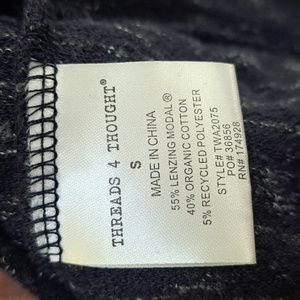 THREADS 4 THOUGHT®
S
MADE IN CHINA
55% LENZING MODAL®
40% ORGANIC COTTON
5% RECYCLED POLYESTER
STYLE# TWA2075
PO# 36856
RN# 174928